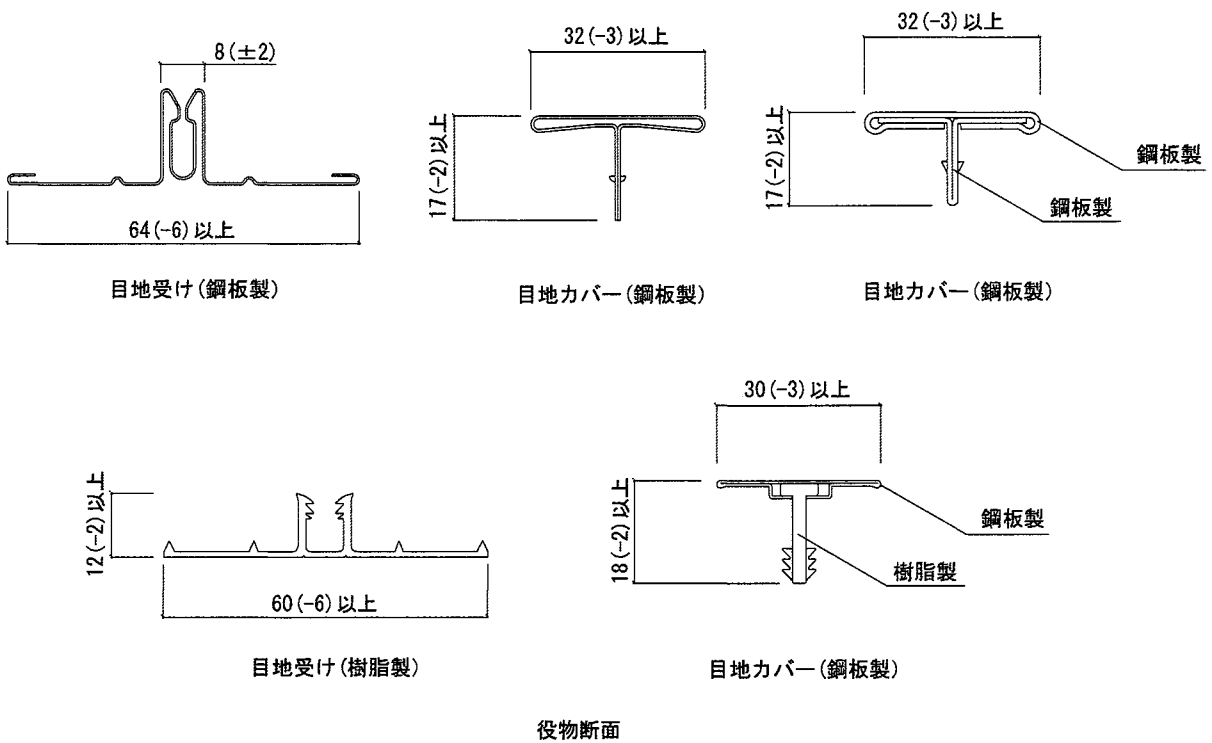 8(±2)
64(-6)以上
目地受け(鋼板製)
32(-3)以上
17(-2)以上
目地カバー(鋼板製)
32(-3)以上
17(-2)以上
鋼板製
鋼板製
目地カバー(鋼板製)
12(-2)以上
60(-6)以上
目地受け(樹脂製)
30(-3)以上
18(-2)以上
鋼板製
樹脂製
目地カバー(鋼板製)
役物断面